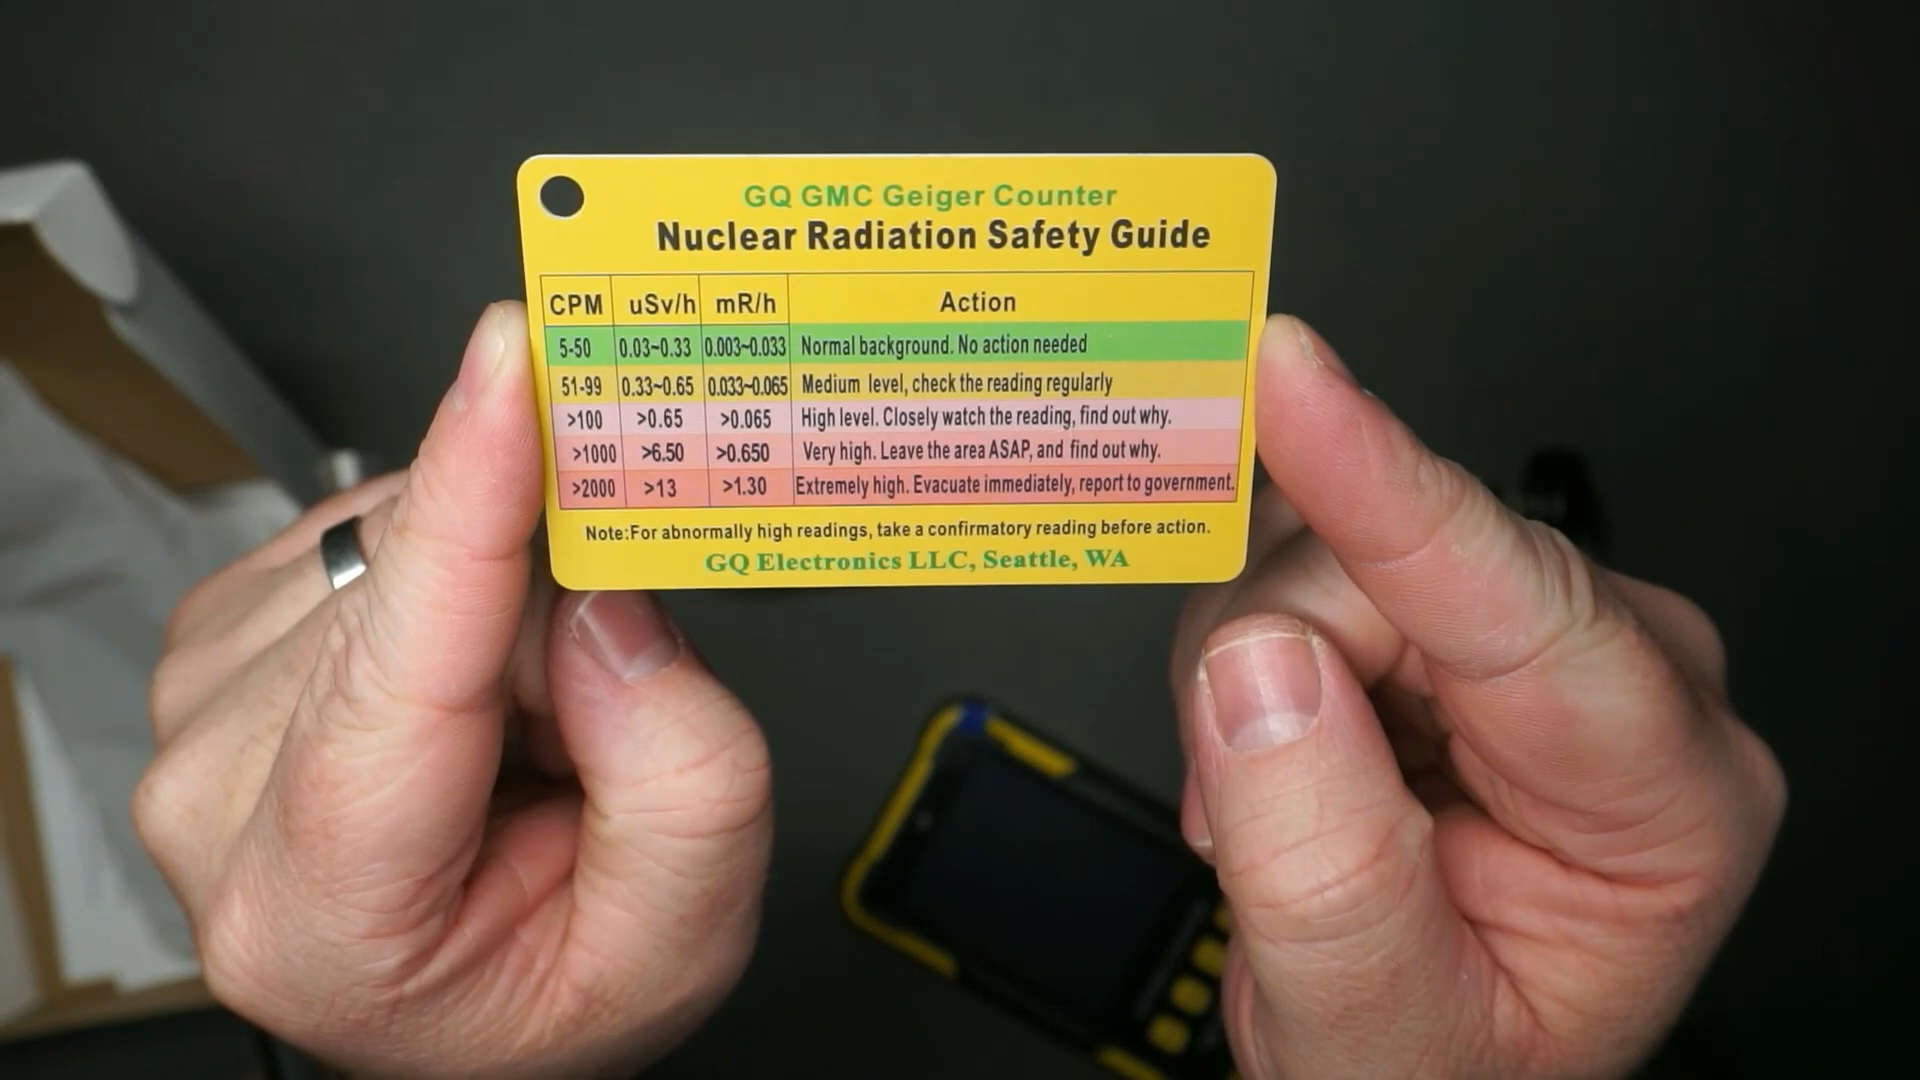 GQ GMC Geiger Counter
Nuclear Radiation Safety Guide
CPM uSv/h mR/h Action
5-50 0.03~0.33 0.003~0.033 Normal background. No action needed
51-99 0.33~0.65 0.033~0.065 Medium level, check the reading regularly
>100 >0.65 >0.065 High level. Closely watch the reading, find out why.
>1000 >6.50 >0.650 Very high. Leave the area ASAP, and find out why.
>2000 >13 >1.30 Extremely high. Evacuate immediately, report to government.
Note:For abnormally high readings, take a confirmatory reading before action.
GQ Electronics LLC, Seattle, WA